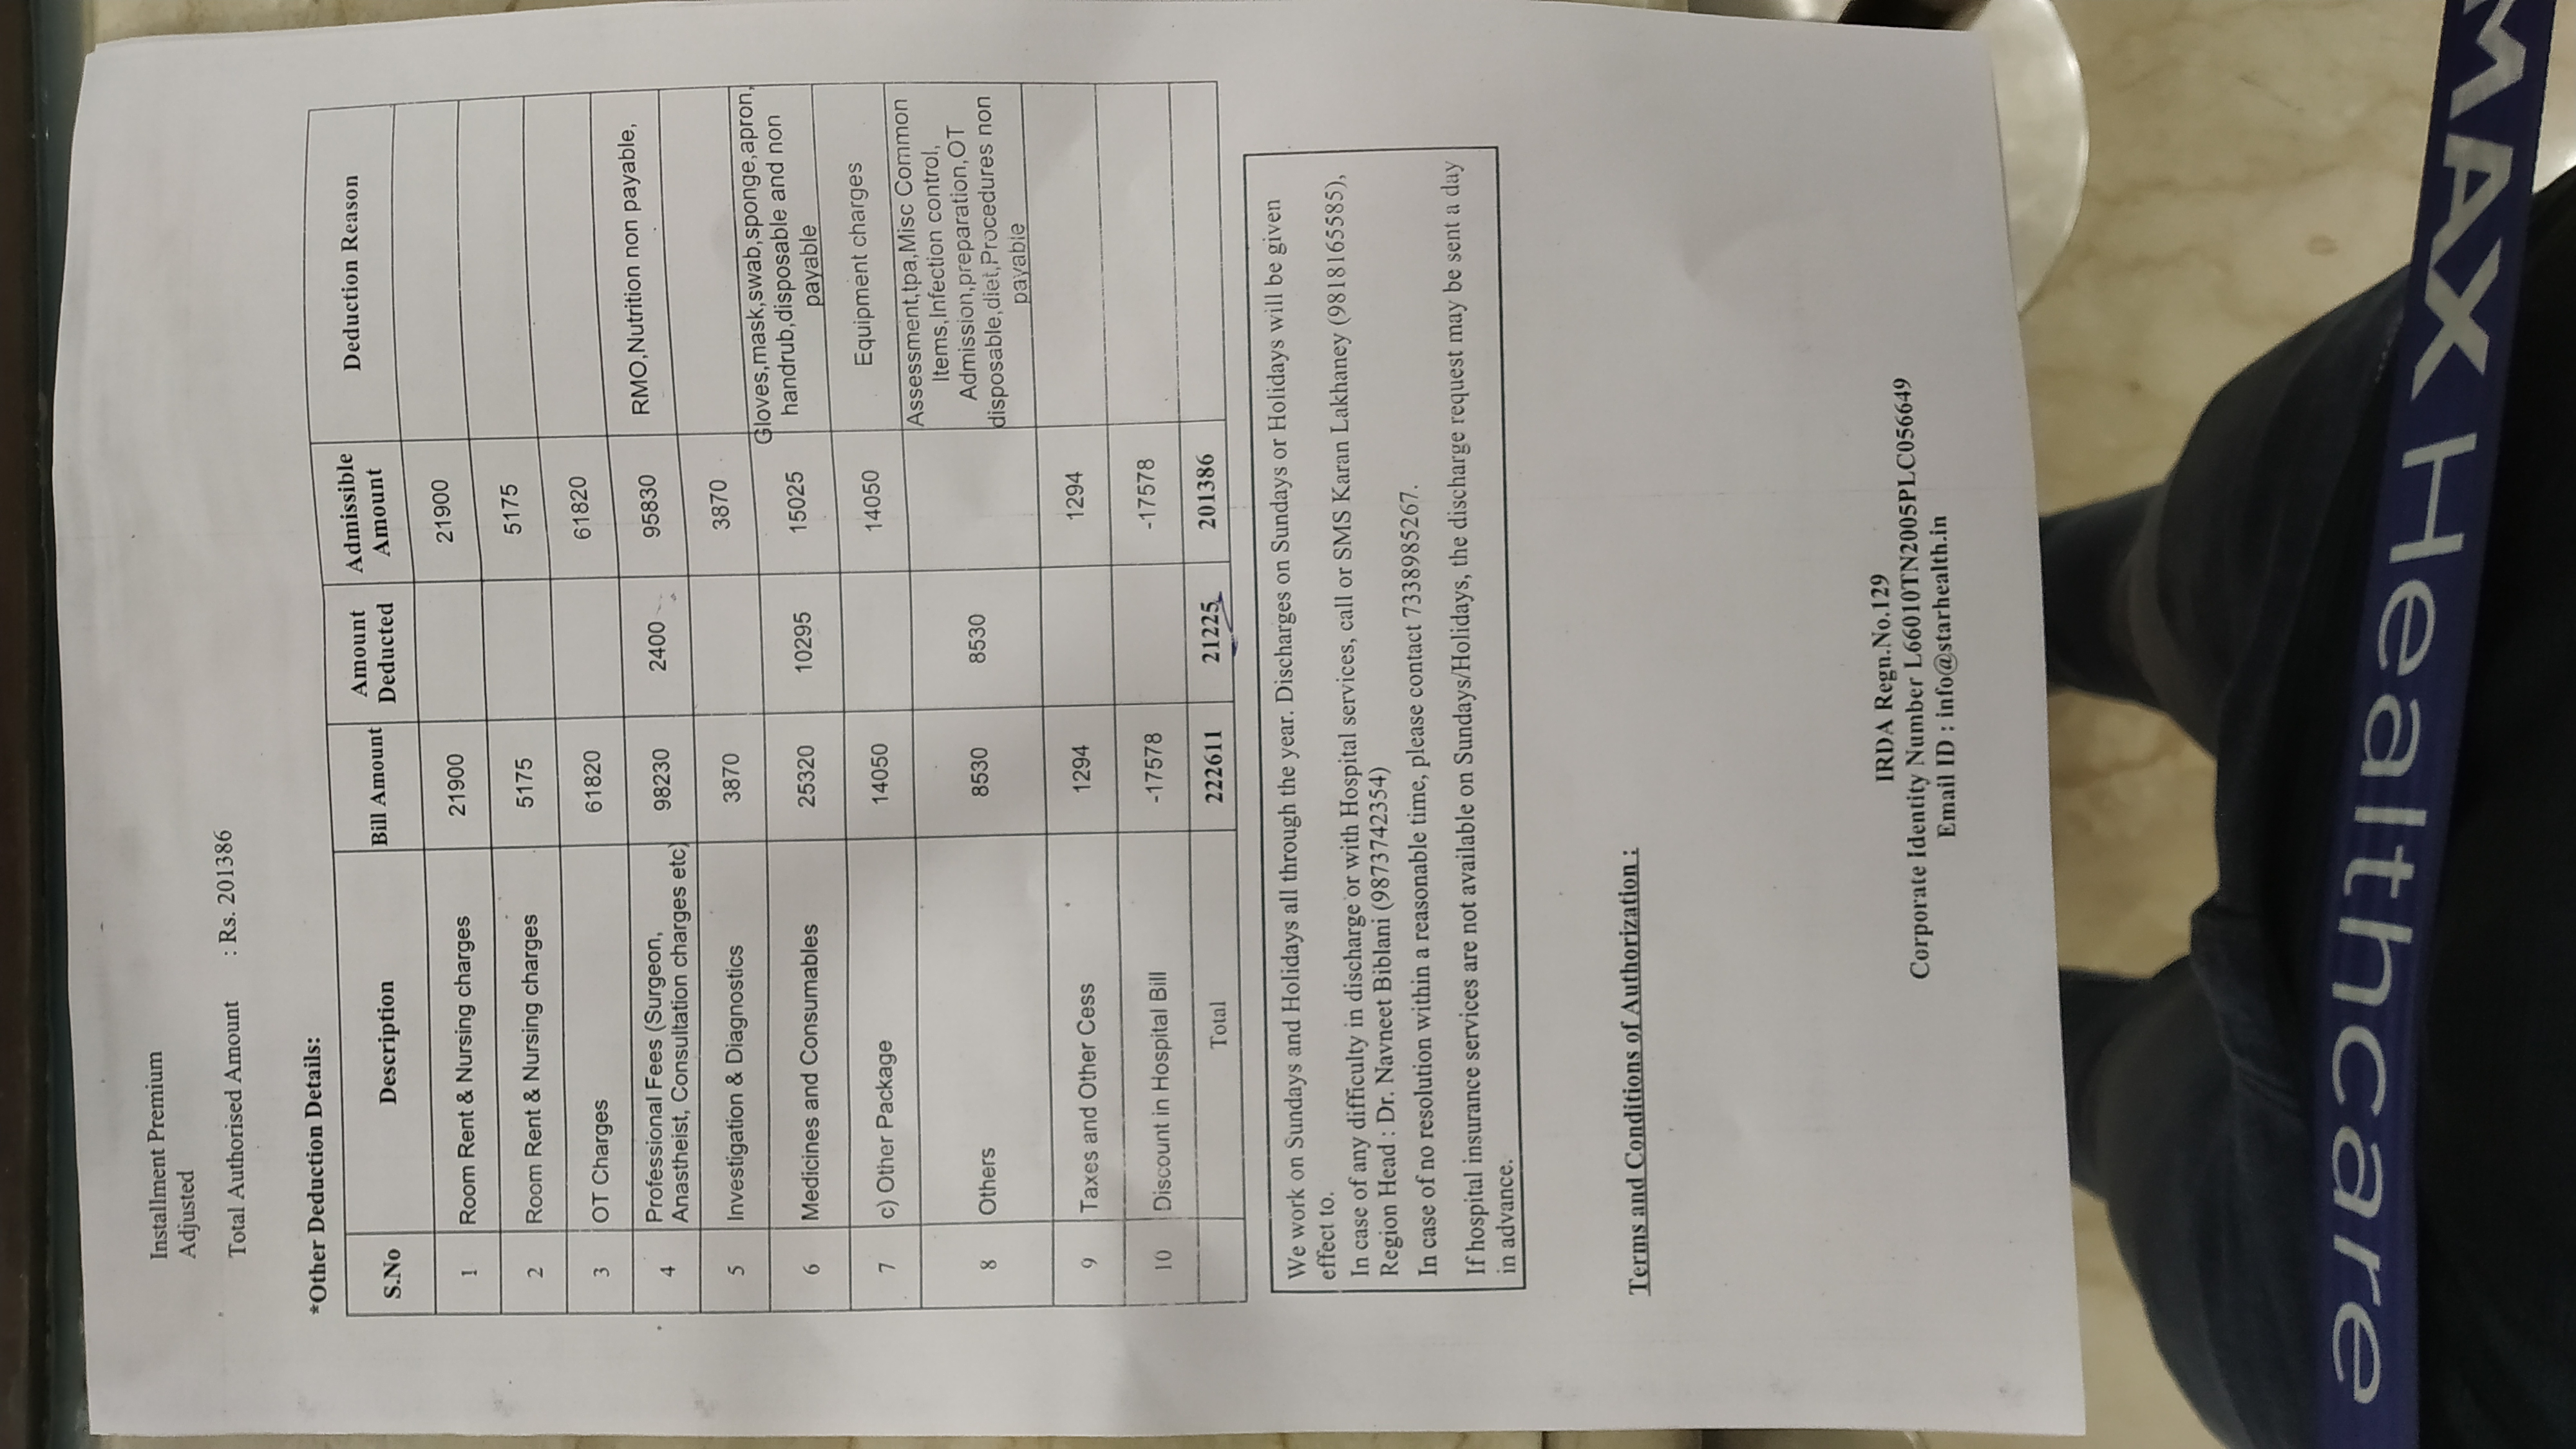 Installment Premium
Adjusted
Total Authorised Amount : Rs. 201386
*Other Deduction Details:
S.No Description Bill Amount Amount Deducted Admissible Amount Deduction Reason
1 Room Rent & Nursing charges 21900 21900
2 Room Rent & Nursing charges 5175 5175
3 OT Charges 61820 61820
4 Professional Fees (Surgeon, Anastheist, Consultation charges etc) 98230 2400 95830 RMO,Nutrition non payable,
5 Investigation & Diagnostics 3870 3870
6 Medicines and Consumables 25320 10295 15025 Gloves,mask,swab,sponge,apron, handrub,disposable and non payable
7 c) Other Package 14050 14050 Equipment charges
8 Others 8530 8530 Assessment,tpa,Misc Common Items,Infection control, Admission,preparation,OT disposable,diet,Procedures non payable
9 Taxes and Other Cess 1294 1294
10 Discount in Hospital Bill -17578 -17578
Total 222611 21225 201386
We work on Sundays and Holidays all through the year. Discharges on Sundays or Holidays will be given
effect to.
In case of any difficulty in discharge or with Hospital services, call or SMS Karan Lakhaney (9818165585),
Region Head : Dr. Navneet Biblani (9873742354)
In case of no resolution within a reasonable time, please contact 7338985267.
If hospital insurance services are not available on Sundays/Holidays, the discharge request may be sent a day
in advance.
Terms and Conditions of Authorization :
IRDA Regn.No.129
Corporate Identity Number L66010TN2005PLC056649
Email ID : info@starhealth.in
MAX Healthcare